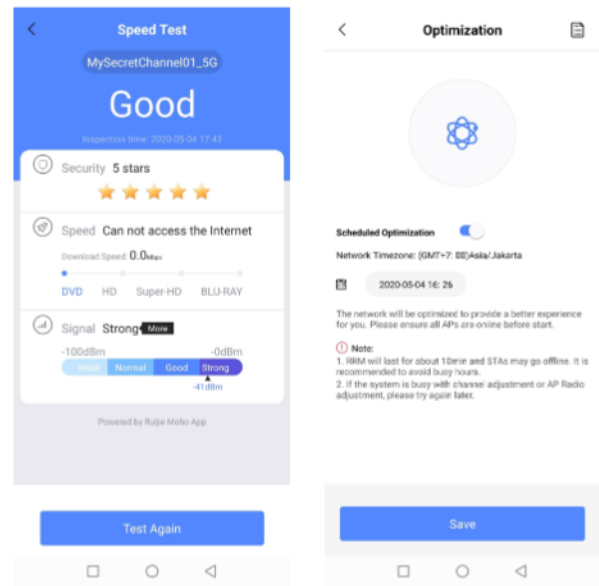 Speed Test
MySecretChannel01_5G
Good
Inspection time: 2020-05-04 17:43
Security 5 stars
Speed Can not access the Internet
Download Speed: 0.0Mbps
DVD HD Super-HD BLU-RAY
Signal Strong More
-100dBm -0dBm
Weak Normal Good Strong
-41dBm
Powered by Ruijie Moho App
Test Again
Optimization
Scheduled Optimization
Network Timezone: (GMT+7: 00)Asia/Jakarta
2020-05-04 16: 26
The network will be optimized to provide a better experience
for you. Please ensure all APs are online before start.
Note:
1. RRM will last for about 10min and STAs may go offline. It is
recommended to avoid busy hours.
2. If the system is busy with channel adjustment or AP Radio
adjustment, please try again later.
Save